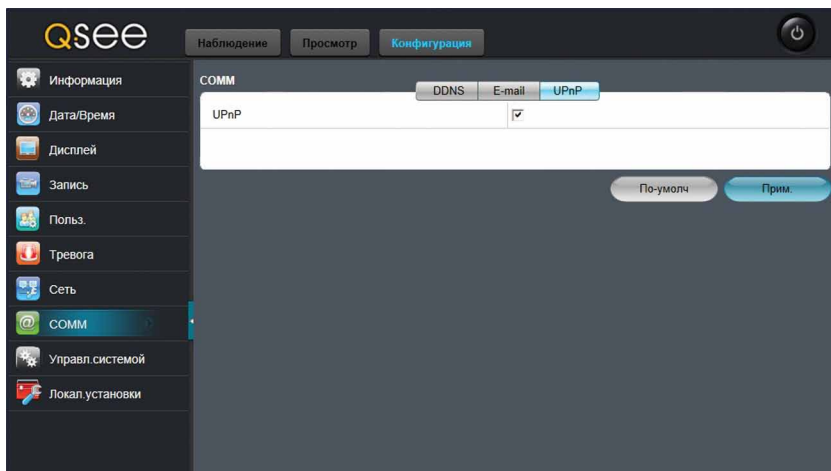 Qsee
Наблюдение Просмотр Конфигурация
Информация
Дата/Время
Дисплей
Запись
Польз.
Тревога
Сеть
COMM
Управл.системой
Локал.установки
COMM
DDNS E-mail UPnP
UPnP
По-умолч Прим.